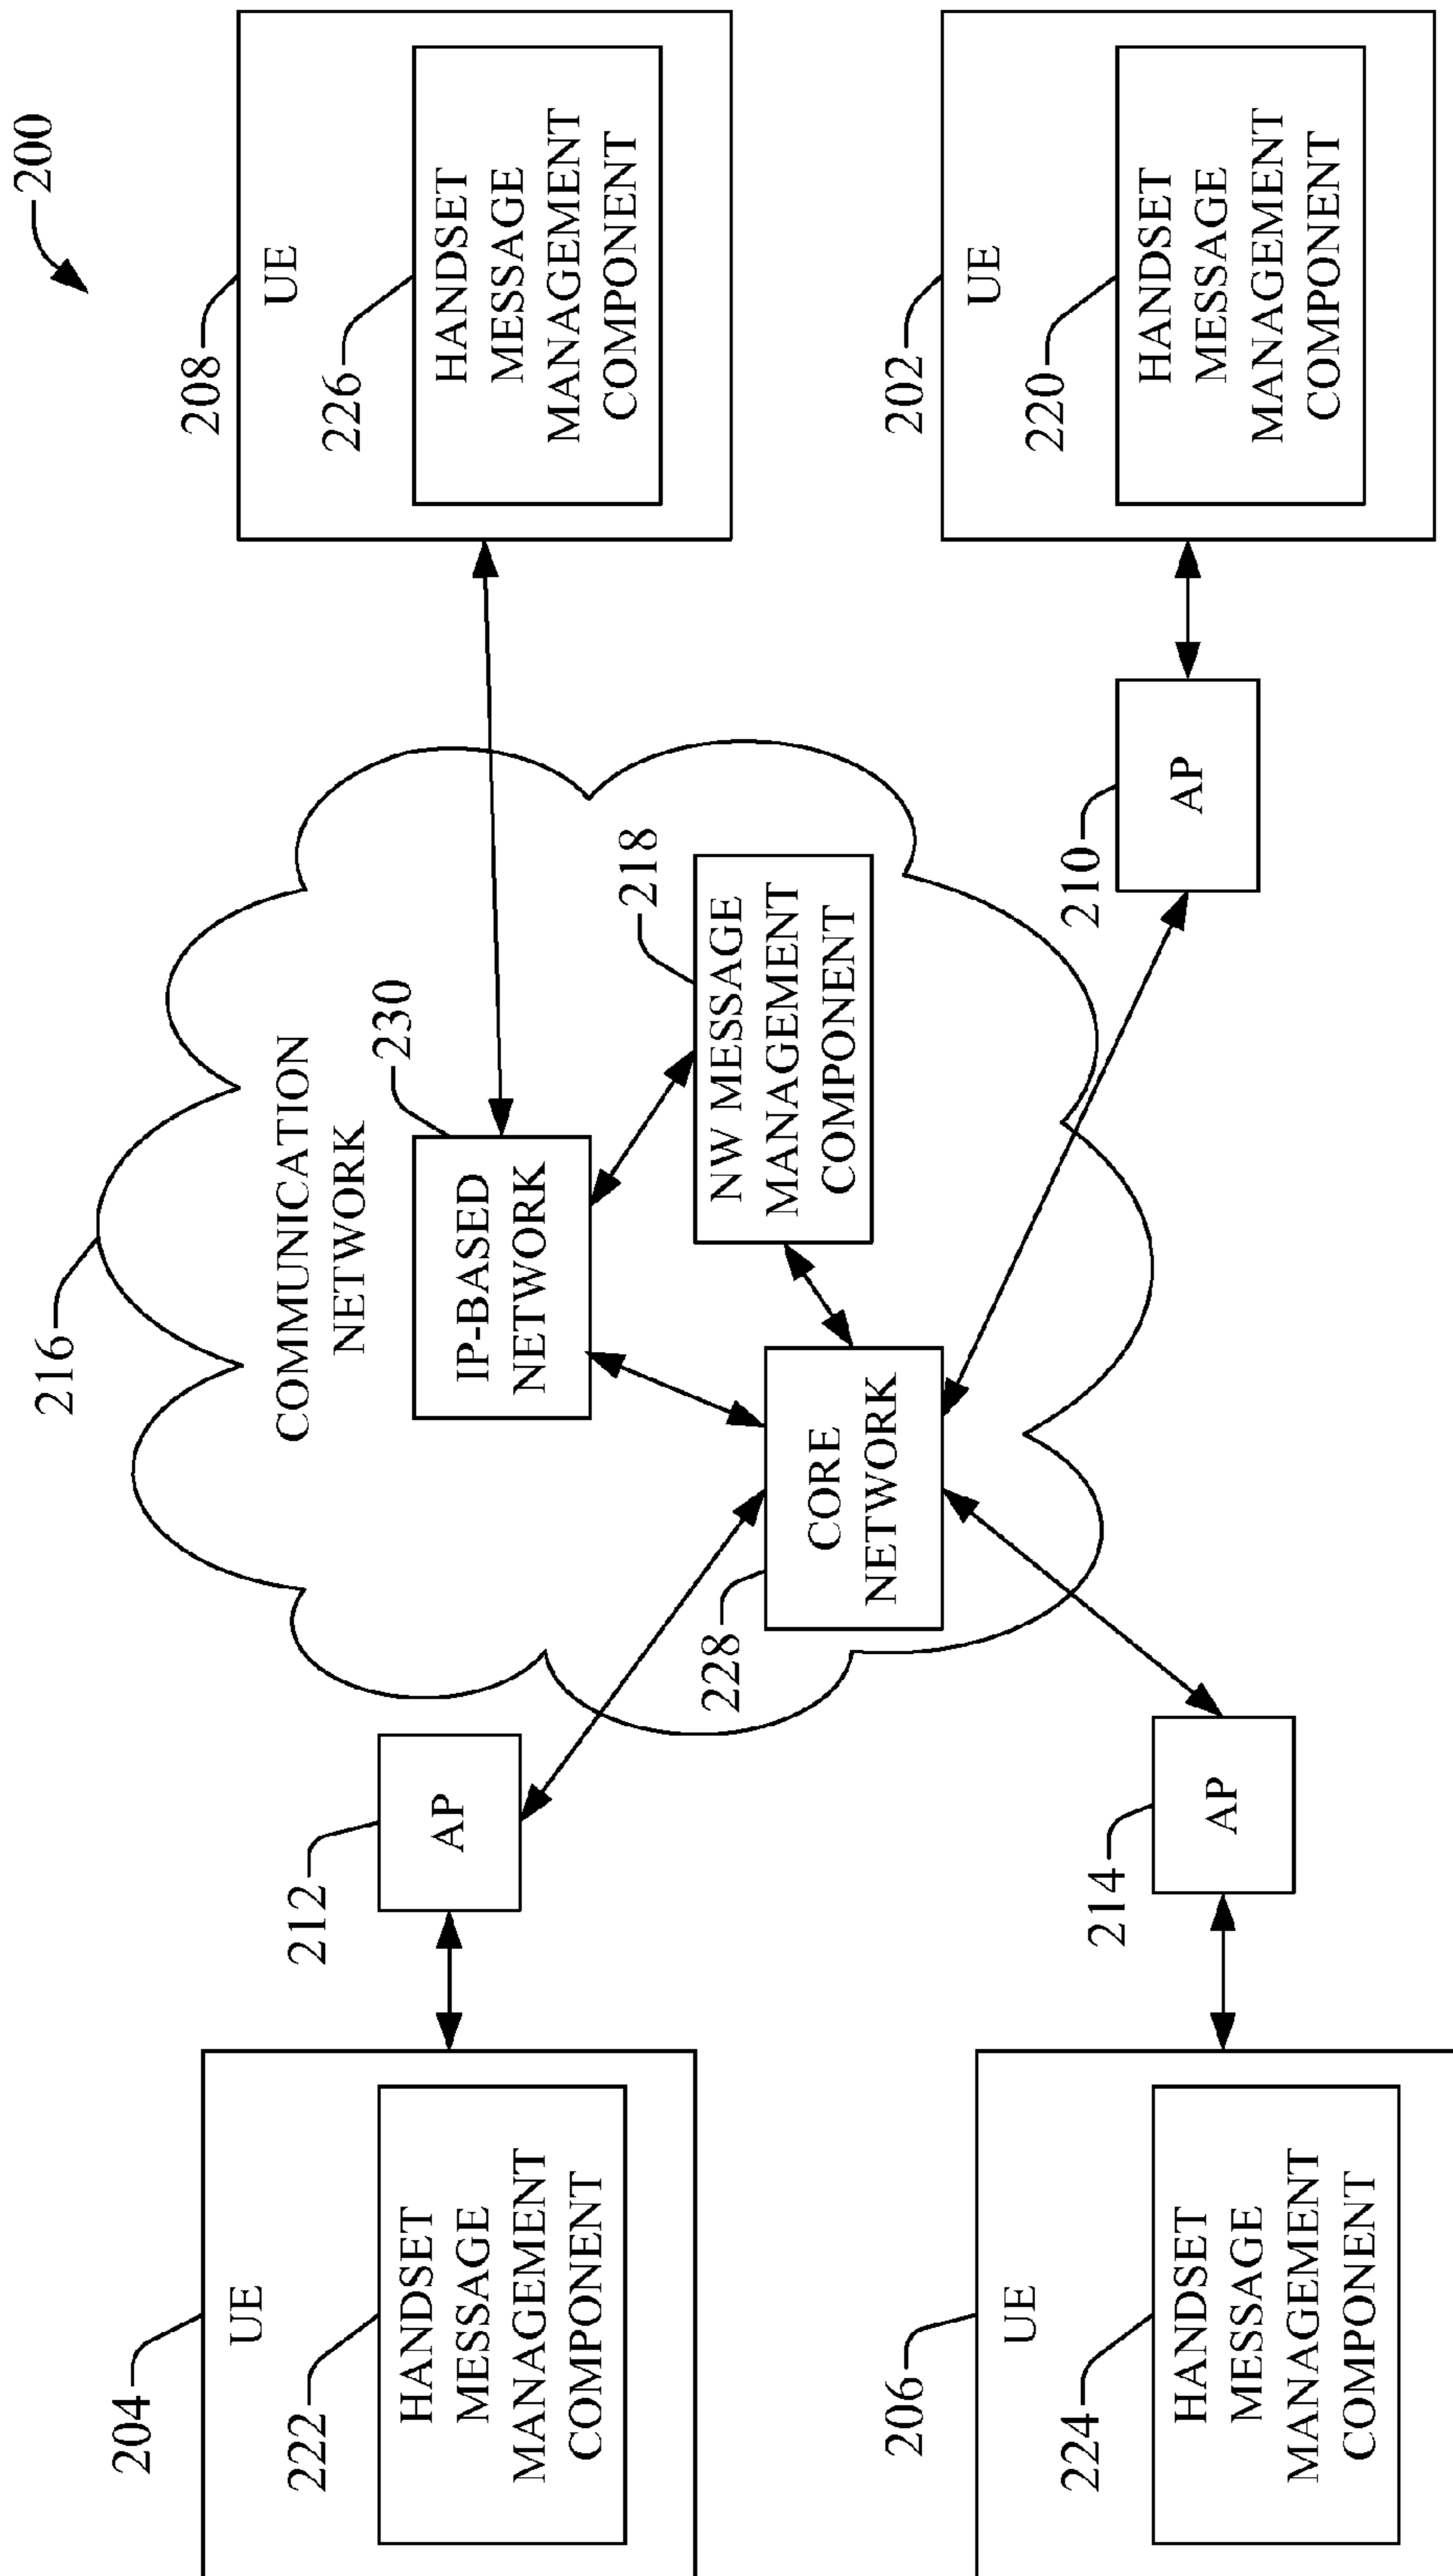 200
216
COMMUNICATION
NETWORK
204
UE
222
HANDSET
MESSAGE
MANAGEMENT
COMPONENT
212
AP
230
IP-BASED
NETWORK
208
UE
226
HANDSET
MESSAGE
MANAGEMENT
COMPONENT
218
NW MESSAGE
MANAGEMENT
COMPONENT
228
CORE
NETWORK
206
UE
224
HANDSET
MESSAGE
MANAGEMENT
COMPONENT
214
AP
210
AP
202
UE
220
HANDSET
MESSAGE
MANAGEMENT
COMPONENT